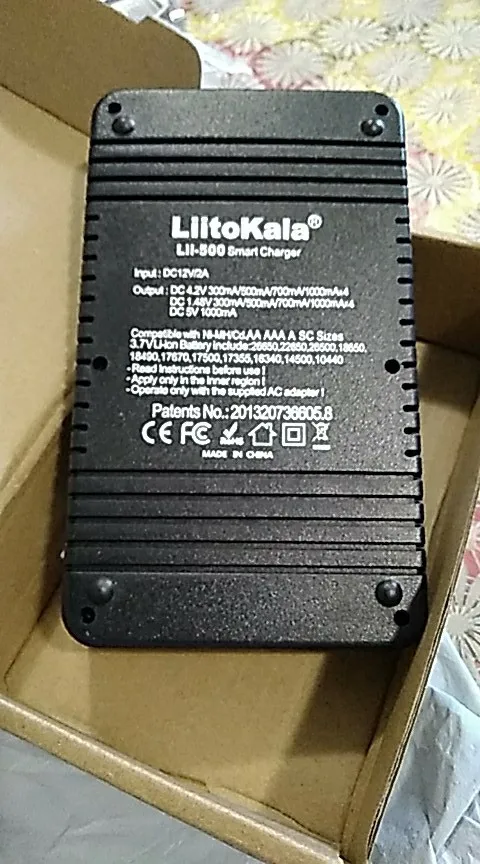 LiitoKala®
Lii-500 Smart Charger
Input : DC12V/2A
Output : DC 4.2V 300mA/500mA/700mA/1000mA×4
DC 1.48V 300mA/500mA/700mA/1000mA×4
DC 5V 1000mA
Compatible with Ni-MH/Cd,AA AAA A SC Sizes
3.7V Li-ion Battery include:26650,22650,26500,18650,
18490,17670,17500,17355,16340,14500,10440
- Read Instructions before use !
- Apply only in the inner region !
- Operate only with the supplied AC adapter !
Patents No.: 201320736605.8
CE FC RoHS
MADE IN CHINA